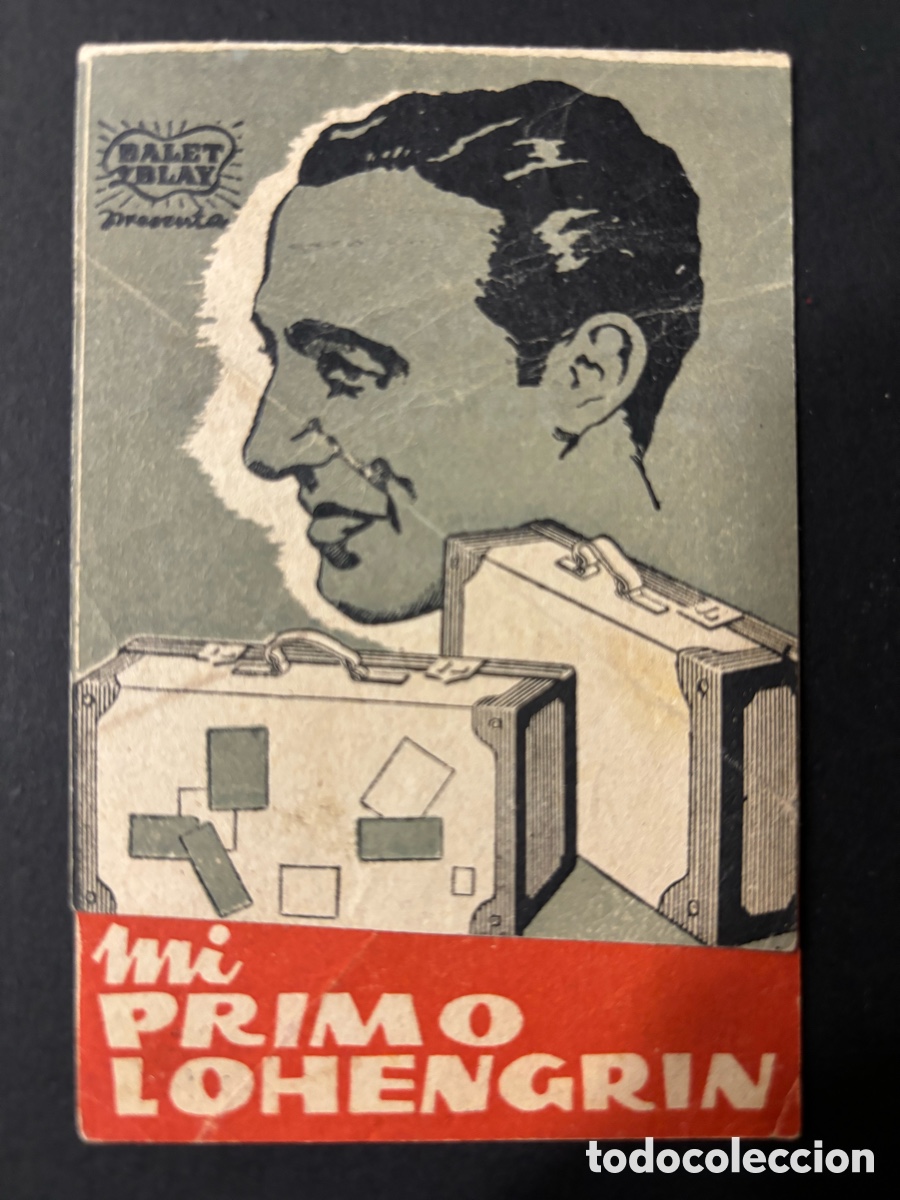 BALET
Y BLAY
presenta
mi
PRIMO
LOHENGRIN
todocoleccion